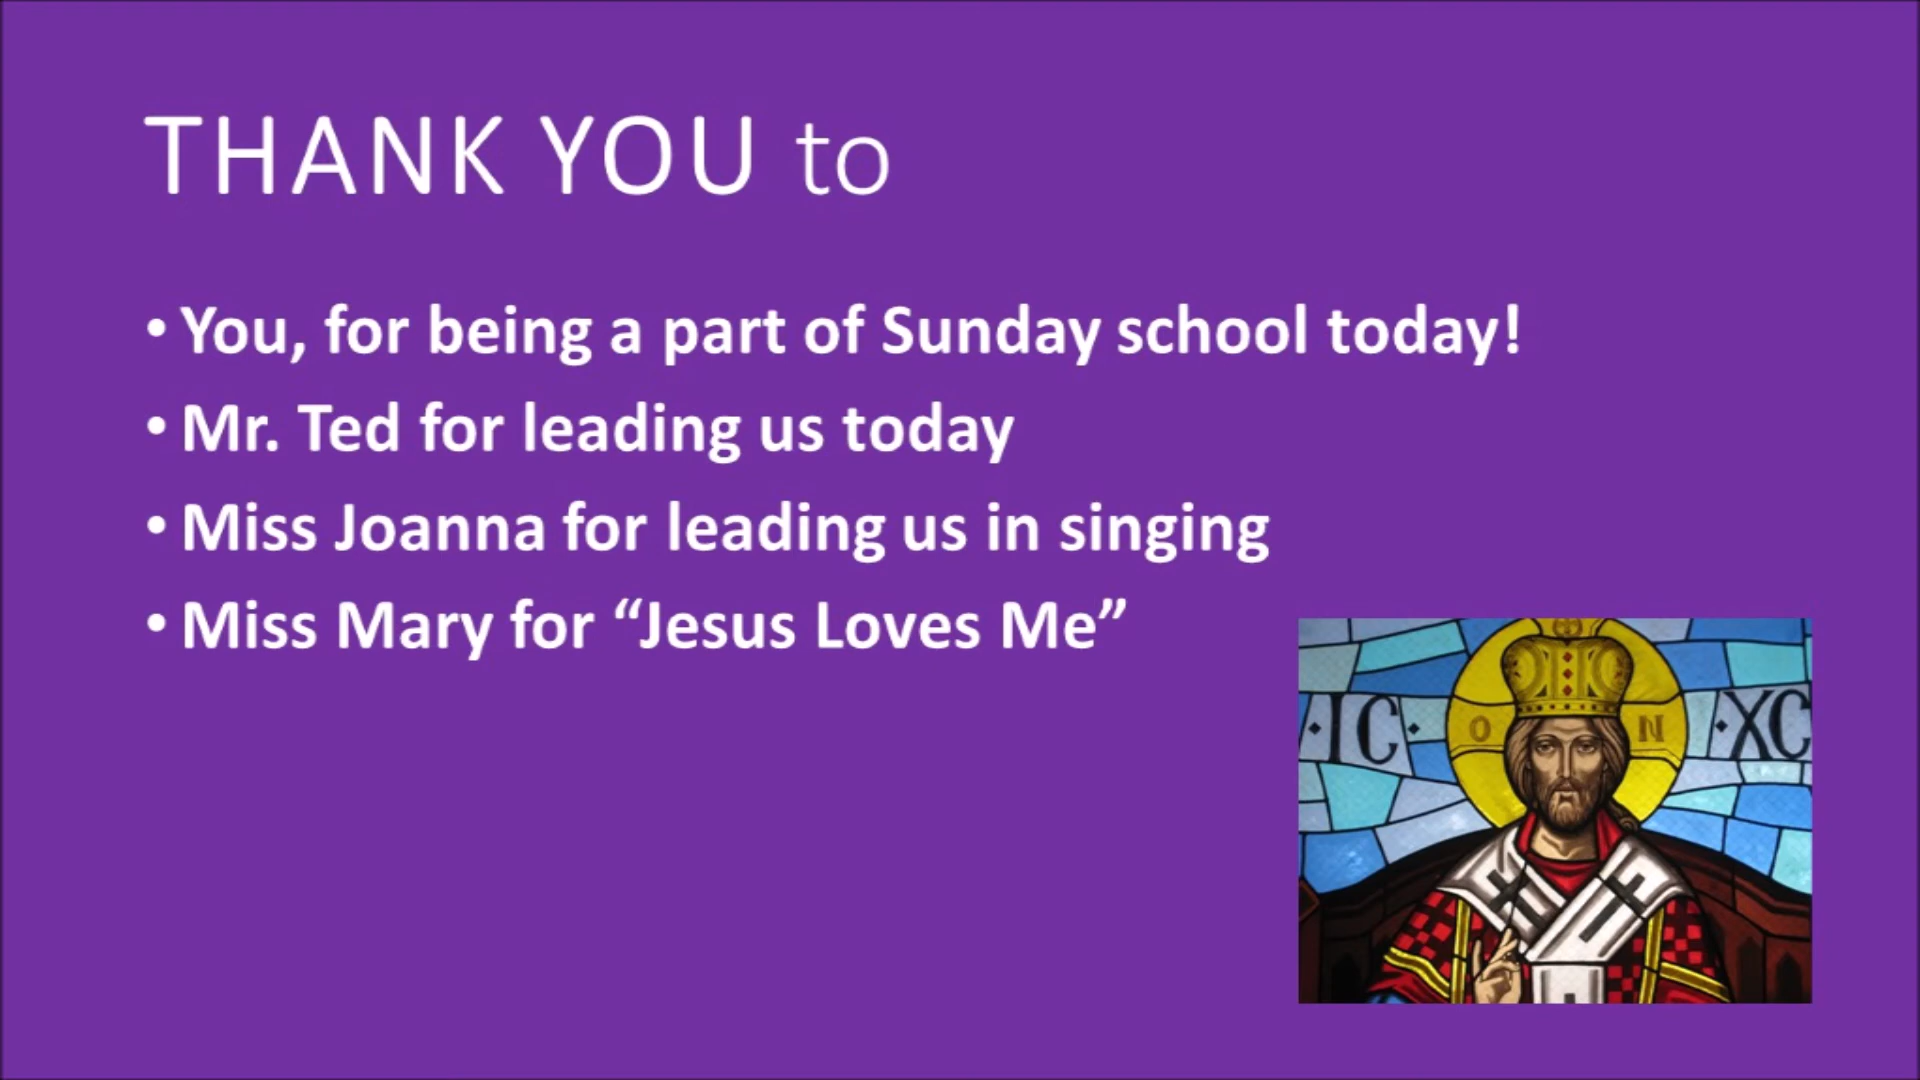 THANK YOU to
• You, for being a part of Sunday school today!
• Mr. Ted for leading us today
• Miss Joanna for leading us in singing
• Miss Mary for “Jesus Loves Me”
·IC· O N ·XC